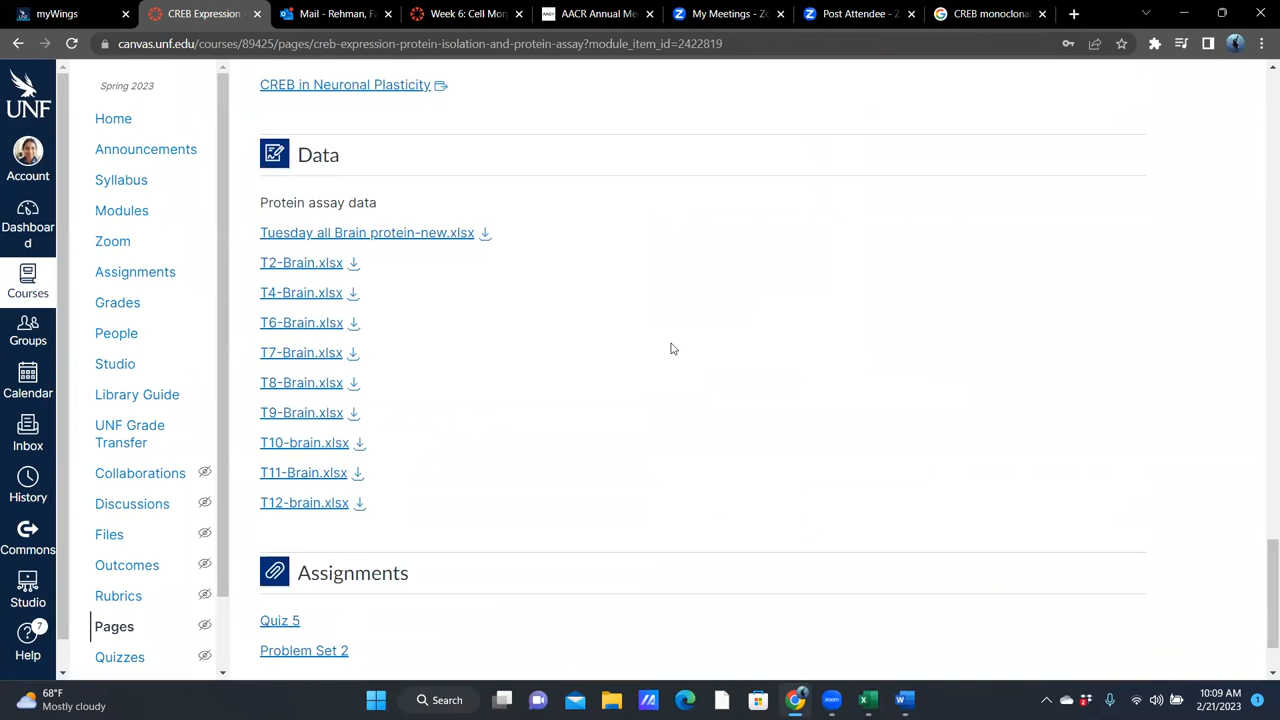 myWings
CREB Expression -
Mail - Rehman, Fa
Week 6: Cell Mor
AACR Annual Me
My Meetings - Zo
Post Attendee - Zo
CREB monoclona
canvas.unf.edu/courses/89425/pages/creb-expression-protein-isolation-and-protein-assay?module_item_id=2422819
UNF
Account
Dashboar
d
Courses
Groups
Calendar
Inbox
History
Commons
Studio
7
Help
Spring 2023
Home
Announcements
Syllabus
Modules
Zoom
Assignments
Grades
People
Studio
Library Guide
UNF Grade
Transfer
Collaborations
Discussions
Files
Outcomes
Rubrics
Pages
Quizzes
CREB in Neuronal Plasticity
Data
Protein assay data
Tuesday all Brain protein-new.xlsx
T2-Brain.xlsx
T4-Brain.xlsx
T6-Brain.xlsx
T7-Brain.xlsx
T8-Brain.xlsx
T9-Brain.xlsx
T10-brain.xlsx
T11-Brain.xlsx
T12-brain.xlsx
Assignments
Quiz 5
Problem Set 2
68°F
Mostly cloudy
Search
10:09 AM
2/21/2023